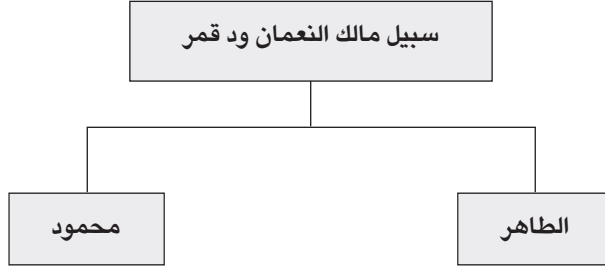 سبيل مالك النعمان ود قمر
الطاهر
محمود